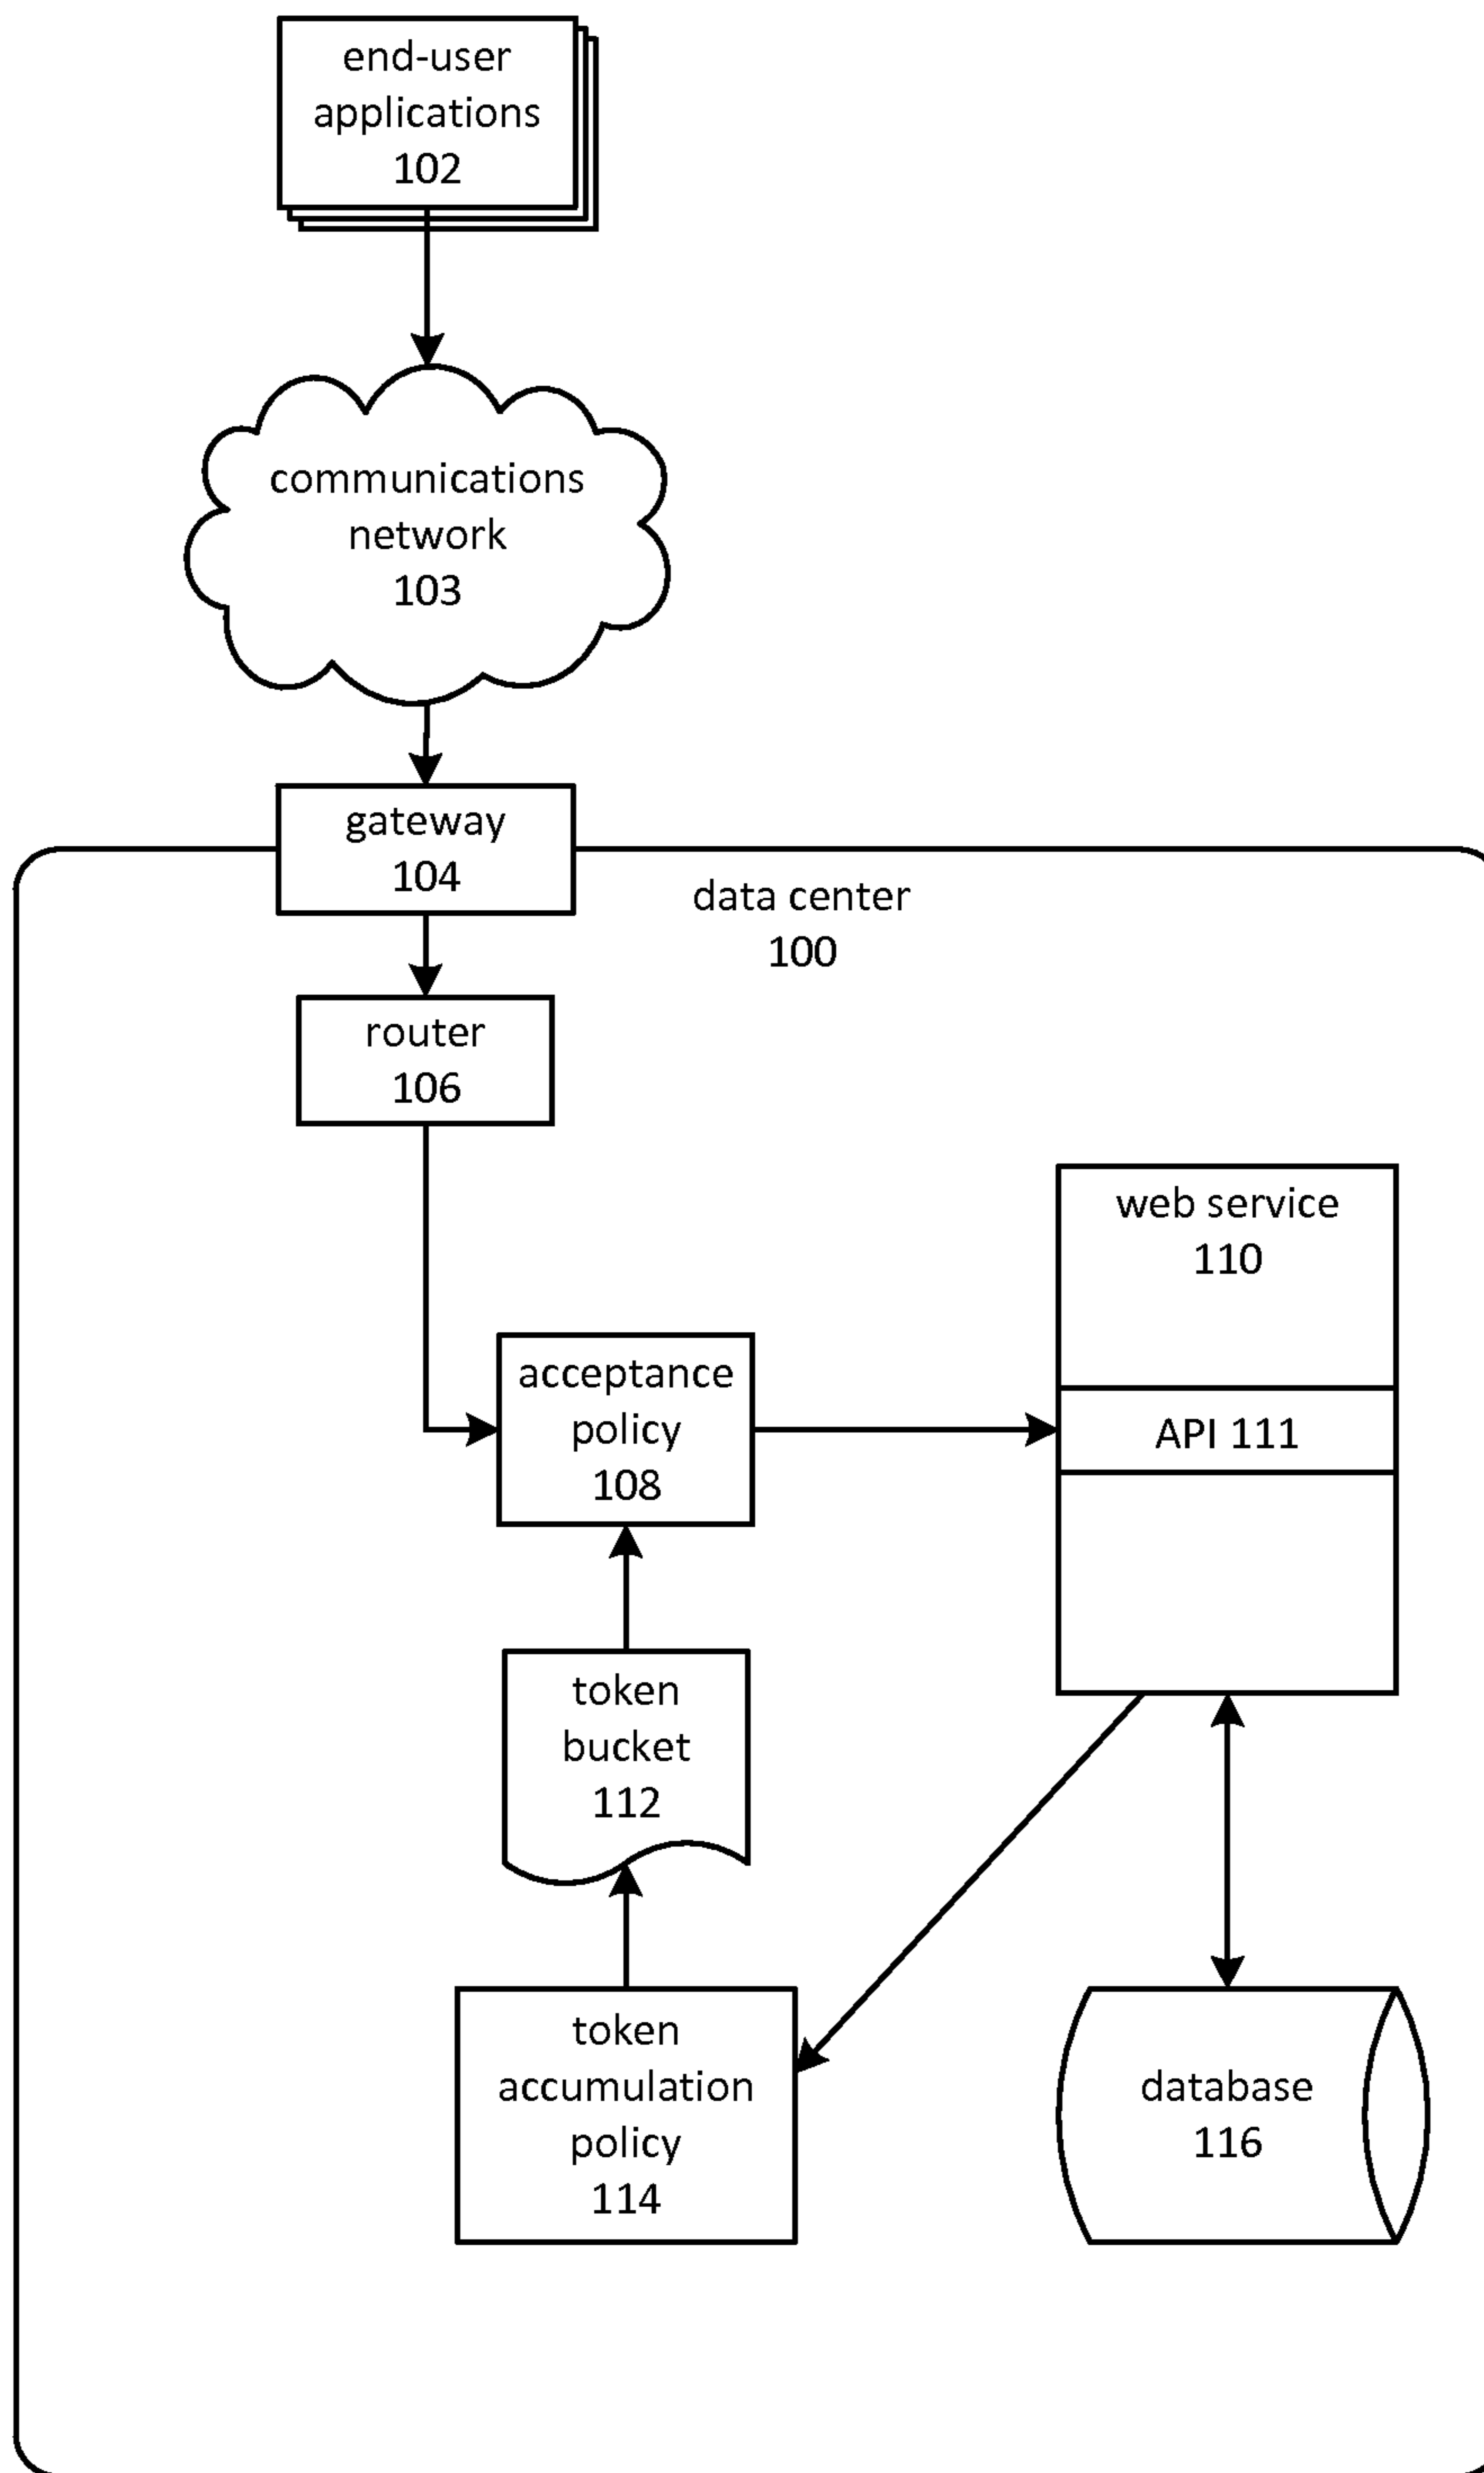 end-user
applications
102
communications
network
103
gateway
104
data center
100
router
106
web service
110
acceptance
policy
108
API 111
token
bucket
112
token
accumulation
policy
114
database
116